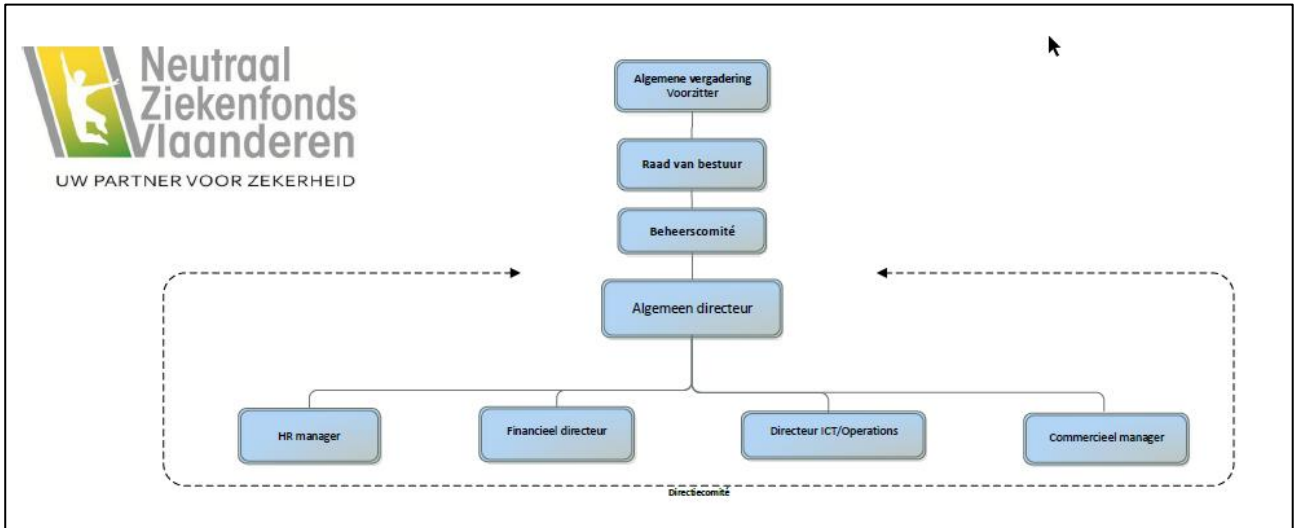 Neutraal
Ziekenfonds
Vlaanderen
UW PARTNER VOOR ZEKERHEID
Algemene vergadering
Voorzitter
Raad van bestuur
Beheerscomité
Algemeen directeur
HR manager
Financieel directeur
Directeur ICT/Operations
Commercieel manager
Directiecomité